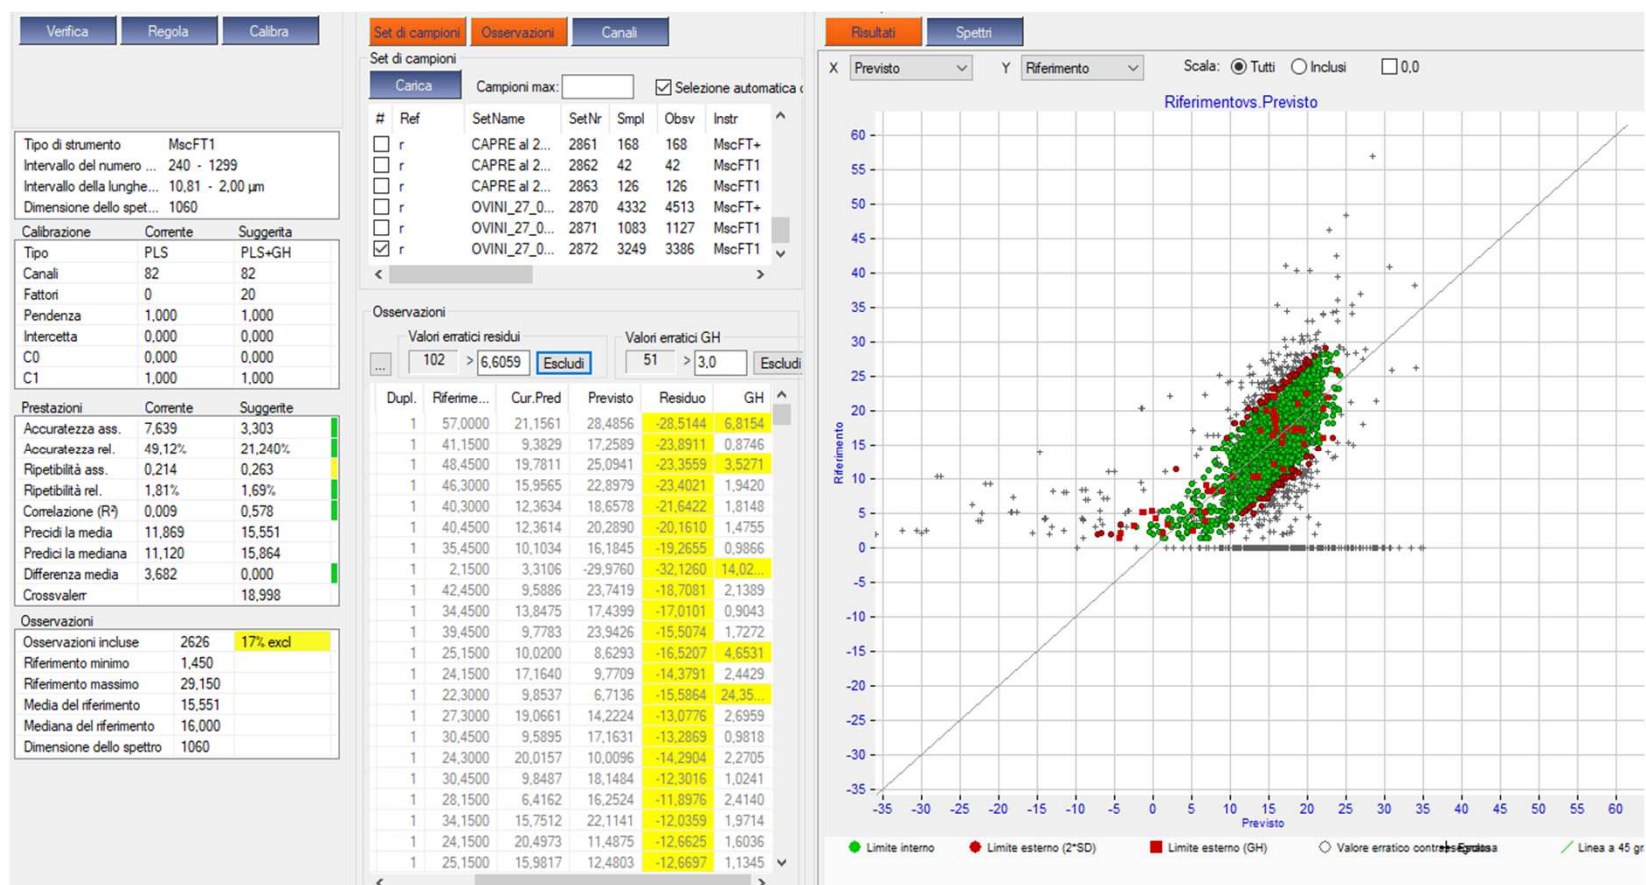 Verifica Regola Calibra
Tipo di strumento MscFT1
Intervallo del numero ... 240 - 1299
Intervallo della lunghe... 10,81 - 2,00 µm
Dimensione dello spet... 1060
Calibrazione Corrente Suggerita
Tipo PLS PLS+GH
Canali 82 82
Fattori 0 20
Pendenza 1,000 1,000
Intercetta 0,000 0,000
C0 0,000 0,000
C1 1,000 1,000
Prestazioni Corrente Suggerite
Accuratezza ass. 7,639 3,303
Accuratezza rel. 49,12% 21,240%
Ripetibilità ass. 0,214 0,263
Ripetibilità rel. 1,81% 1,69%
Correlazione (R²) 0,009 0,578
Precidi la media 11,869 15,551
Predici la mediana 11,120 15,864
Differenza media 3,682 0,000
Crossvalerr 18,998
Osservazioni
Osservazioni incluse 2626 17% excl
Riferimento minimo 1,450
Riferimento massimo 29,150
Media del riferimento 15,551
Mediana del riferimento 16,000
Dimensione dello spettro 1060
Set di campioni Osservazioni Canali
Set di campioni
Carica Campioni max: Selezione automatica
# Ref SetName SetNr Smpl Obsv Instr
r CAPRE al 2... 2861 168 168 MscFT+
r CAPRE al 2... 2862 42 42 MscFT1
r CAPRE al 2... 2863 126 126 MscFT1
r OVINI_27_0... 2870 4332 4513 MscFT+
r OVINI_27_0... 2871 1083 1127 MscFT1
r OVINI_27_0... 2872 3249 3386 MscFT1
Osservazioni
Valori erratici residui Valori erratici GH
... 102 > 6,6059 Escludi 51 > 3,0 Escludi
Dupl. Riferime... Cur.Pred Previsto Residuo GH
1 57,0000 21,1561 28,4856 -28,5144 6,8154
1 41,1500 9,3829 17,2589 -23,8911 0,8746
1 48,4500 19,7811 25,0941 -23,3559 3,5271
1 46,3000 15,9565 22,8979 -23,4021 1,9420
1 40,3000 12,3634 18,6578 -21,6422 1,8148
1 40,4500 12,3614 20,2890 -20,1610 1,4755
1 35,4500 10,1034 16,1845 -19,2655 0,9866
1 2,1500 3,3106 -29,9760 -32,1260 14,02...
1 42,4500 9,5886 23,7419 -18,7081 2,1389
1 34,4500 13,8475 17,4399 -17,0101 0,9043
1 39,4500 9,7783 23,9426 -15,5074 1,7272
1 25,1500 10,0200 8,6293 -16,5207 4,6531
1 24,1500 17,1640 9,7709 -14,3791 2,4429
1 22,3000 9,8537 6,7136 -15,5864 24,35...
1 27,3000 19,0661 14,2224 -13,0776 2,6959
1 30,4500 9,5895 17,1631 -13,2869 0,9818
1 24,3000 20,0157 10,0096 -14,2904 2,2705
1 30,4500 9,8487 18,1484 -12,3016 1,0241
1 28,1500 6,4162 16,2524 -11,8976 2,4140
1 34,1500 15,7512 22,1141 -12,0359 1,9714
1 24,1500 20,4973 11,4875 -12,6625 1,6036
1 25,1500 15,9817 12,4803 -12,6697 1,1345
Risultati Spettri
X Previsto Y Riferimento Scala: Tutti Inclusi 0,0
Riferimentovs.Previsto
60
55
50
45
40
35
30
25
20
15
10
5
0
-5
-10
-15
-20
-25
-30
-35
Riferimento
-35 -30 -25 -20 -15 -10 -5 0 5 10 15 20 25 30 35 40 45 50 55 60
Previsto
Limite interno Limite esterno (2*SD) Limite esterno (GH) Valore erratico Linea a 45 gr